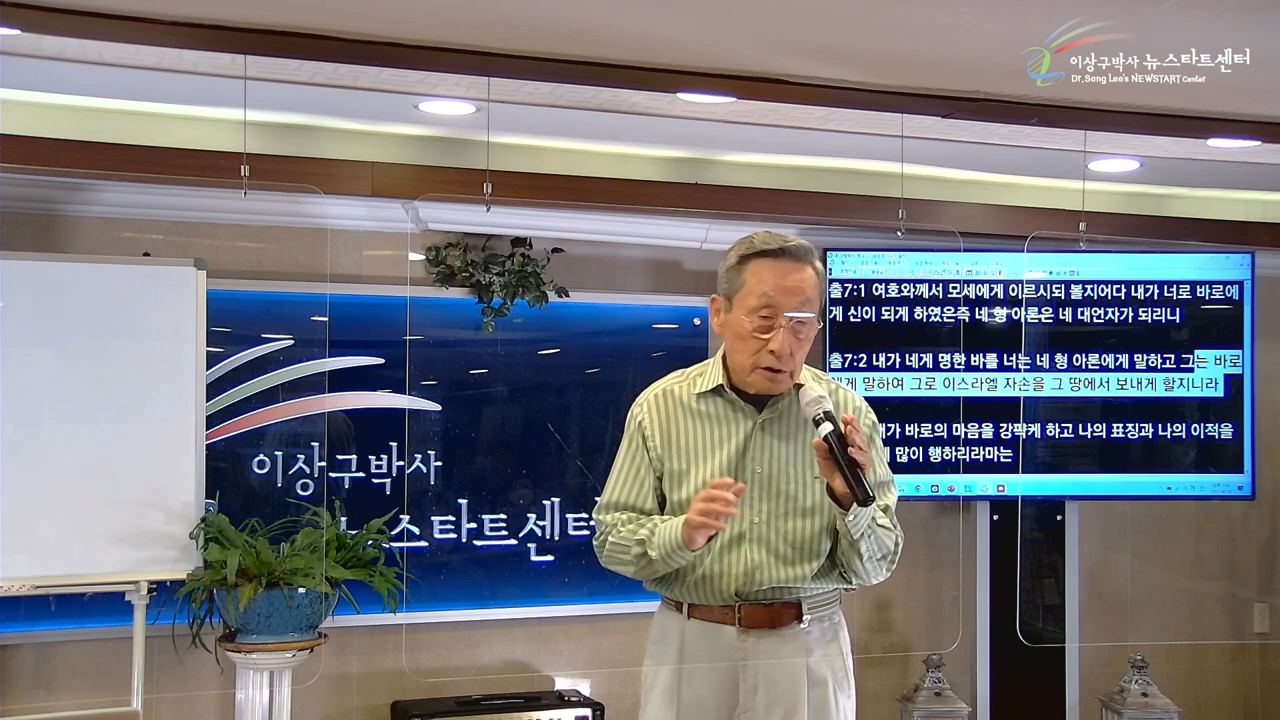 이상구박사 뉴스타트센터
Dr. Sang Lee's NEWSTART Center
출7:1 여호와께서 모세에게 이르시되 볼지어다 내가 너로 바로에
게 신이 되게 하였은즉 네 형 아론은 네 대언자가 되리니
출7:2 내가 네게 명한 바를 너는 네 형 아론에게 말하고 그는 바로
에게 말하여 그로 이스라엘 자손을 그 땅에서 보내게 할지니라
내가 바로의 마음을 강퍅케 하고 나의 표징과 나의 이적을
많이 행하리라마는
이상구박사
뉴스타트센터